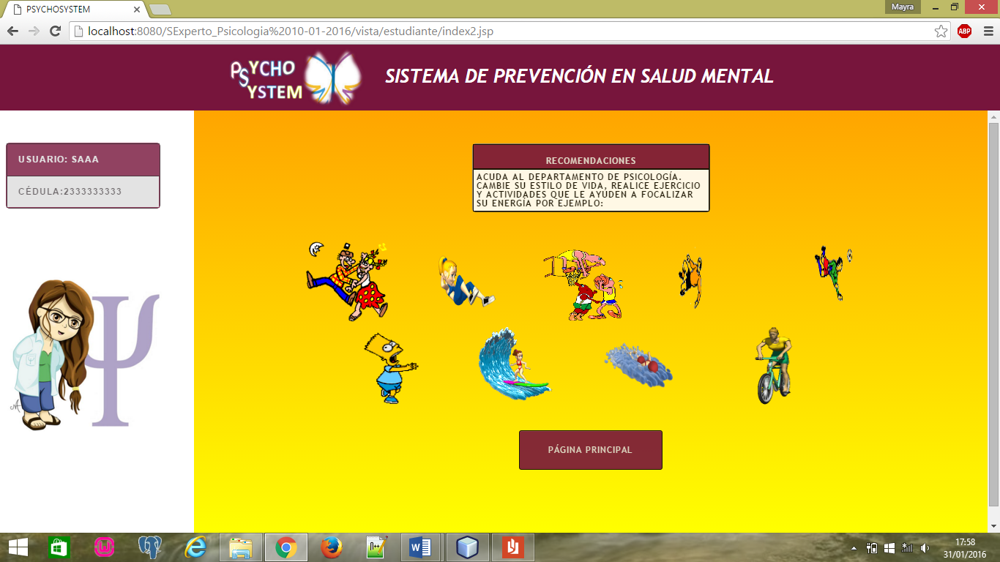 PSYCHOSYSTEM
Mayra
localhost:8080/SExperto_Psicologia%2010-01-2016/vista/estudiante/index2.jsp
ABP
PSYCHO
SYSTEM
SISTEMA DE PREVENCIÓN EN SALUD MENTAL
USUARIO: SAAA
CÉDULA:2333333333
RECOMENDACIONES
ACUDA AL DEPARTAMENTO DE PSICOLOGÍA.
CAMBIE SU ESTILO DE VIDA, REALICE EJERCICIO
Y ACTIVIDADES QUE LE AYUDEN A FOCALIZAR
SU ENERGÍA POR EJEMPLO:
PÁGINA PRINCIPAL
17:58
31/01/2016